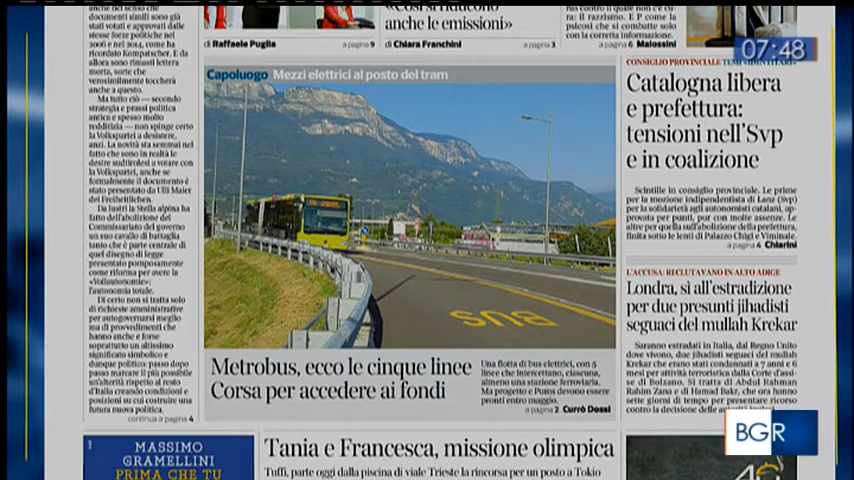 anche nel senso che
documenti simili sono già
stati votati e approvati dalle
stesse forze politiche nel
2006 e nel 2014, come ha
ricordato Kompatscher. E da
allora sono rimasti lettera
morta, sorte che
verosimilmente toccherà
anche a questo.
Ma tutto ciò — secondo
strategia e prassi politica
antica e spesso molto
redditizia — non spinge certo
la Volkspartei a desistere,
anzi. La novità sta semmai nel
fatto che sono in realtà le
destre sudtirolesi a votare con
la Volkspartei, anche se
formalmente il documento è
stato presentato da Ulli Mair
dei Freiheitlichen.
Da lustri la Stella alpina ha
fatto dell'abolizione del
Commissariato del governo
un suo cavallo di battaglia
tanto che è parte centrale di
quel disegno di legge
presentato pomposamente
come riforma per avere la
«Vollautonomie»:
l'autonomia totale.
Di certo non si tratta solo
di richieste amministrative
per autogovernarsi meglio
ma di provvedimenti che
hanno anche e forse
soprattutto un altissimo
significato simbolico e
dunque politico: passo dopo
passo marcare il più possibile
un'alterità rispetto al resto
d'Italia creando condizioni e
posizioni su cui costruire una
futura nuova politica.
continua a pagina 4
di Raffaele Puglia
a pagina 9
«Così si riducono
anche le emissioni»
di Chiara Franchini
a pagina 3
contro il quale non c'è cu-
ra: il razzismo. E P come la
psicosi che si combatte solo
con la corretta informazione.
a pagina 6 Malossini
07:48
Capoluogo Mezzi elettrici al posto del tram
BUS
Metrobus, ecco le cinque linee
Corsa per accedere ai fondi
Una flotta di bus elettrici, con 5
linee che intercettano, ciascuna,
almeno una stazione ferroviaria.
Ma progetto e Pums devono essere
pronti entro maggio.
a pagina 2 Currò Dossi
CONSIGLIO PROVINCIALE TEMI «IDENTITARI»
Catalogna libera
e prefettura:
tensioni nell'Svp
e in coalizione
Scintille in consiglio provinciale. Le prime
per la mozione indipendentista di Lanz (Svp)
per la solidarietà agli autonomisti catalani, ap-
provata per punti, pur con molte assenze. Le
altre per quella sull'abolizione della prefettura,
finita sotto le lenti di Palazzo Chigi e Viminale.
a pagina 4 Chiarini
L'ACCUSA: RECLUTAVANO IN ALTO ADIGE
Londra, sì all'estradizione
per due presunti jihadisti
seguaci del mullah Krekar
Saranno estradati in Italia, dal Regno Unito
dove vivono, due jihadisti seguaci del mullah
Krekar che erano stati condannati a 7 anni e 6
mesi per attività terroristica dalla Corte d'assi-
se di Bolzano. Si tratta di Abdul Rahman
Rahim Zana e di Hamad Bakr, che ora hanno
sette giorni di tempo per presentare ricorso
contro la decisione delle autorità
BGR
MASSIMO
GRAMELLINI
PRIMA CHE TU
Tania e Francesca, missione olimpica
Tuffi, parte oggi dalla piscina di viale Trieste la rincorsa per un posto a Tokio